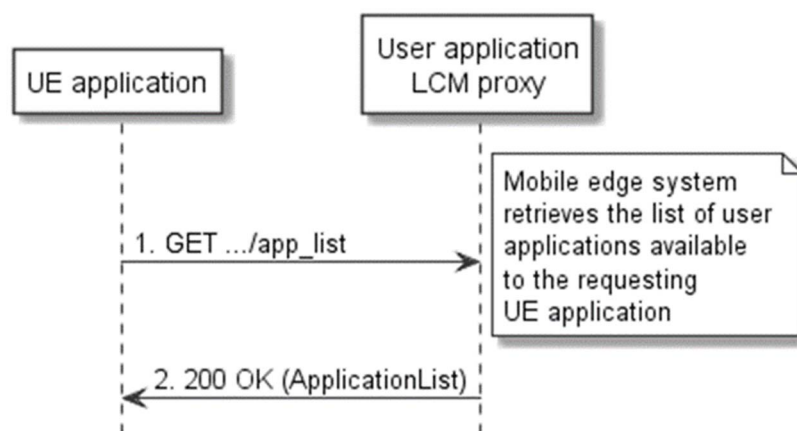 UE application
User application
LCM proxy
Mobile edge system
retrieves the list of user
applications available
to the requesting
UE application
1. GET .../app_list
2. 200 OK (ApplicationList)